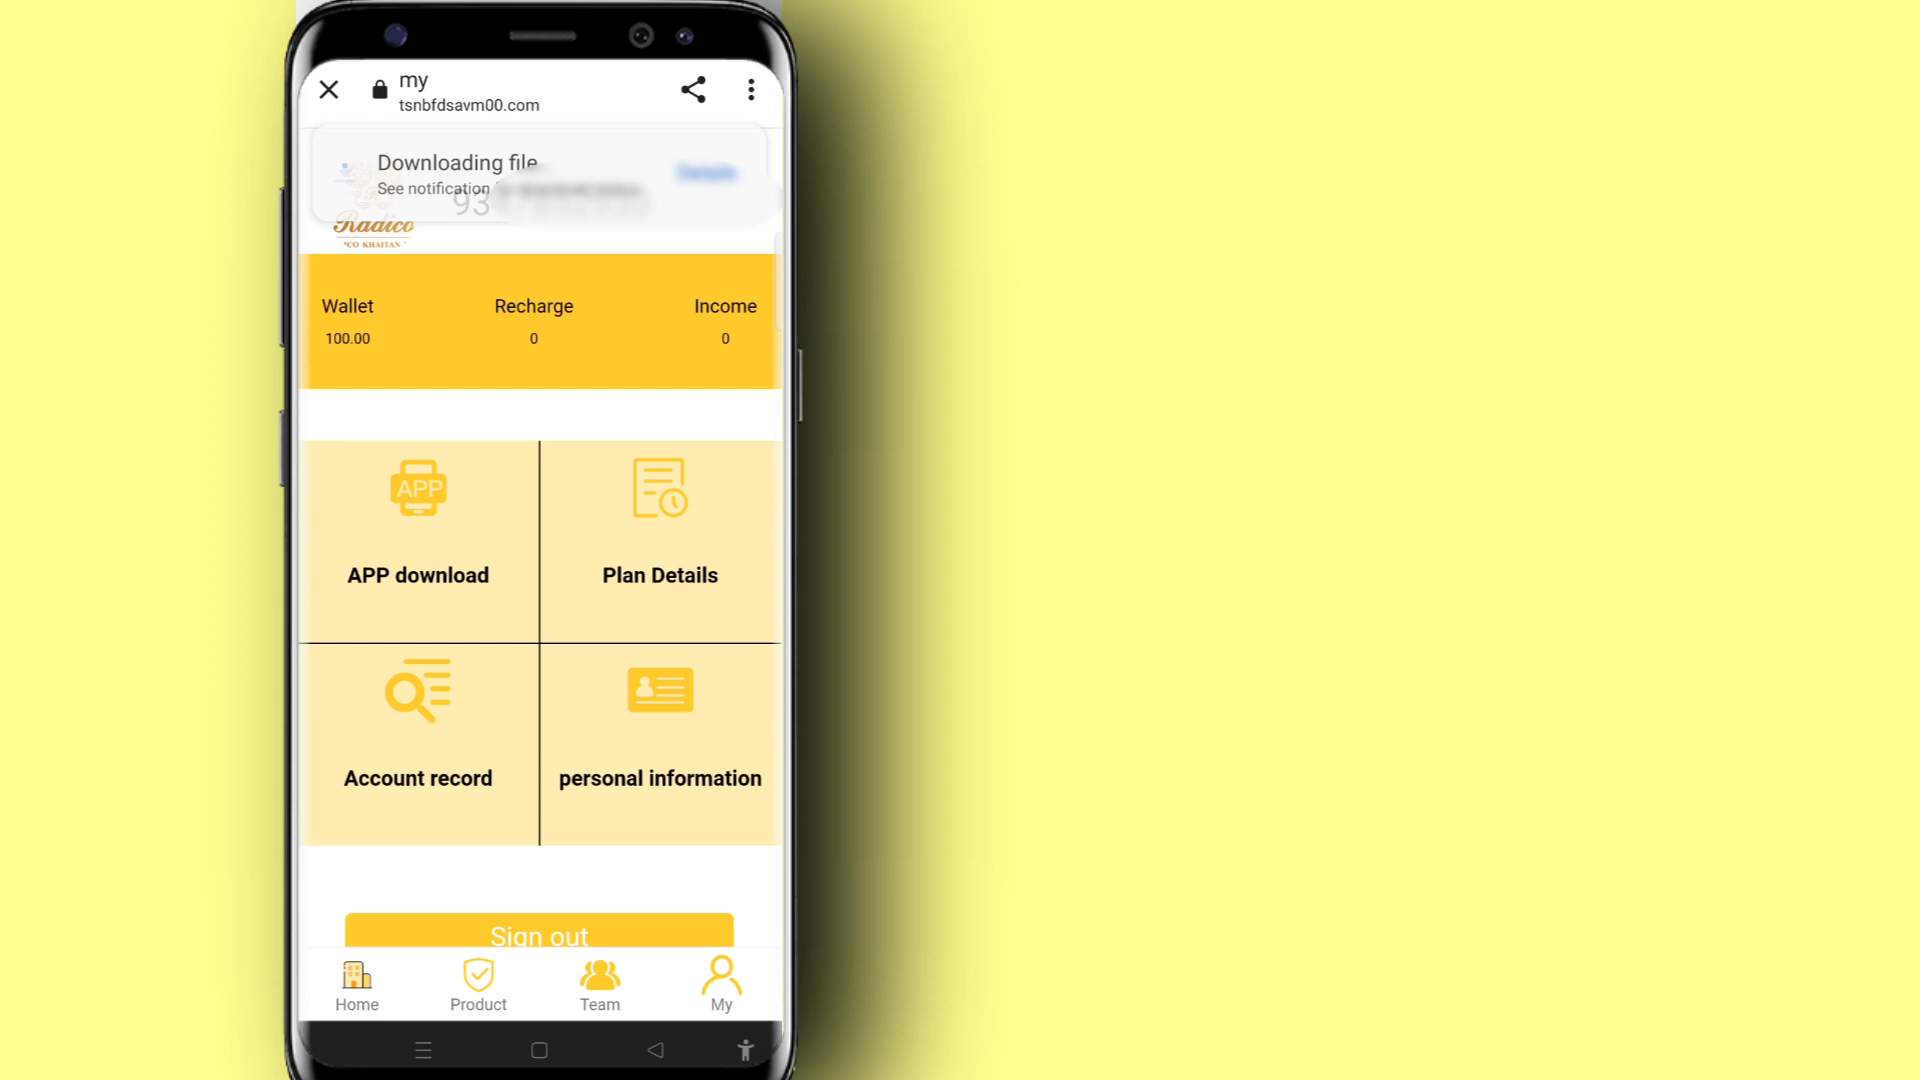 my
tsnbfdsavm00.com
Downloading file
See notification
93
Radico
Wallet
Recharge
Income
100.00
0
0
APP
APP download
Plan Details
Account record
personal information
Sign out
Home
Product
Team
My